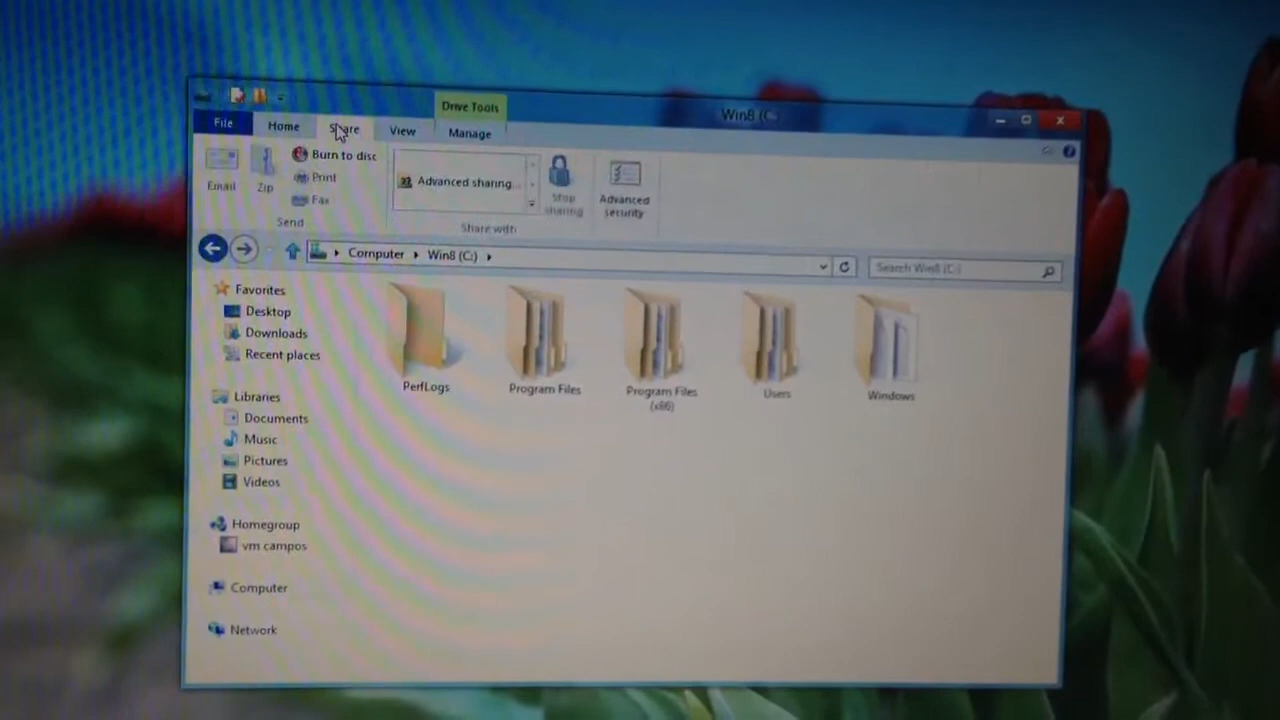 Drive Tools
Win8 (C:)
File
Home
Share
View
Manage
Email
Zip
Burn to disc
Print
Fax
Send
Advanced sharing...
Stop
sharing
Share with
Advanced
security
Computer
Win8 (C:)
Search Win8 (C:)
Favorites
Desktop
Downloads
Recent places
Libraries
Documents
Music
Pictures
Videos
Homegroup
vm campos
Computer
Network
PerfLogs
Program Files
Program Files
(x86)
Users
Windows